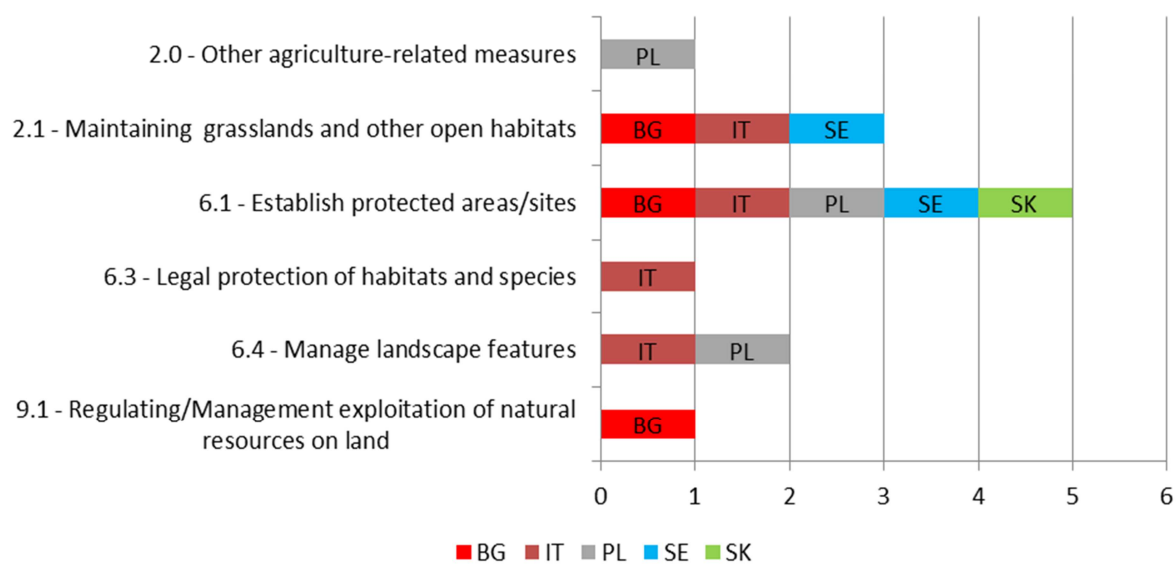 2.0 - Other agriculture-related measures
PL
2.1 - Maintaining grasslands and other open habitats
BG IT SE
6.1 - Establish protected areas/sites
BG IT PL SE SK
6.3 - Legal protection of habitats and species
IT
6.4 - Manage landscape features
IT PL
9.1 - Regulating/Management exploitation of natural
resources on land
BG
0 1 2 3 4 5 6
BG IT PL SE SK